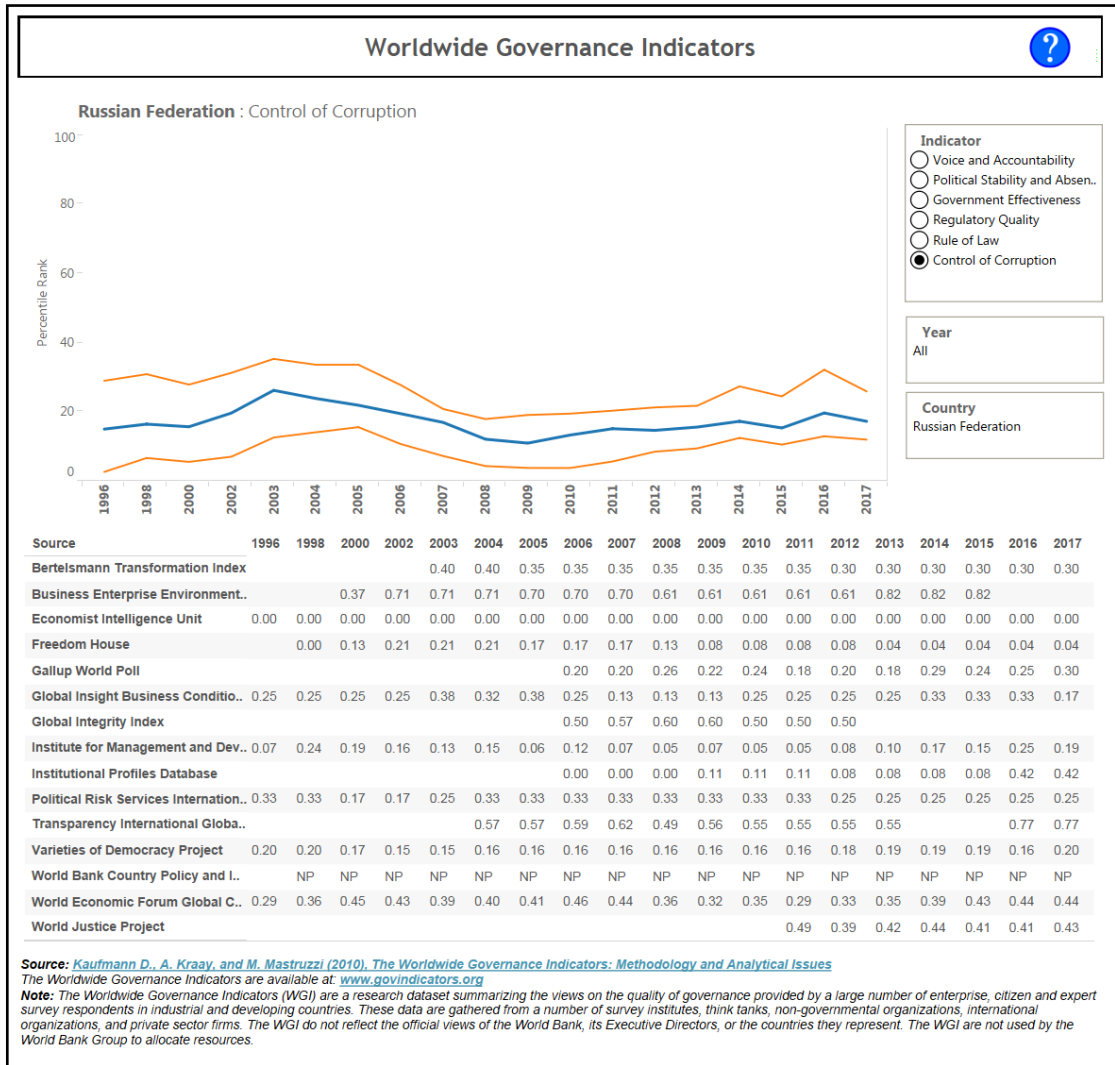 Worldwide Governance Indicators
?
Russian Federation : Control of Corruption
100
80
60
40
20
0
Percentile Rank
1996 1998 2000 2002 2003 2004 2005 2006 2007 2008 2009 2010 2011 2012 2013 2014 2015 2016 2017
Indicator
Voice and Accountability
Political Stability and Absen..
Government Effectiveness
Regulatory Quality
Rule of Law
Control of Corruption
Year
All
Country
Russian Federation
Source 1996 1998 2000 2002 2003 2004 2005 2006 2007 2008 2009 2010 2011 2012 2013 2014 2015 2016 2017
Bertelsmann Transformation Index 0.40 0.40 0.35 0.35 0.35 0.35 0.35 0.35 0.35 0.30 0.30 0.30 0.30 0.30 0.30
Business Enterprise Environment.. 0.37 0.71 0.71 0.71 0.70 0.70 0.70 0.61 0.61 0.61 0.61 0.61 0.82 0.82 0.82
Economist Intelligence Unit 0.00 0.00 0.00 0.00 0.00 0.00 0.00 0.00 0.00 0.00 0.00 0.00 0.00 0.00 0.00 0.00 0.00 0.00 0.00
Freedom House 0.00 0.13 0.21 0.21 0.21 0.17 0.17 0.17 0.13 0.08 0.08 0.08 0.08 0.04 0.04 0.04 0.04 0.04
Gallup World Poll 0.20 0.20 0.26 0.22 0.24 0.18 0.20 0.18 0.29 0.24 0.25 0.30
Global Insight Business Conditio.. 0.25 0.25 0.25 0.25 0.38 0.32 0.38 0.25 0.13 0.13 0.13 0.25 0.25 0.25 0.25 0.33 0.33 0.33 0.17
Global Integrity Index 0.50 0.57 0.60 0.60 0.50 0.50 0.50
Institute for Management and Dev.. 0.07 0.24 0.19 0.16 0.13 0.15 0.06 0.12 0.07 0.05 0.07 0.05 0.05 0.08 0.10 0.17 0.15 0.25 0.19
Institutional Profiles Database 0.00 0.00 0.00 0.11 0.11 0.11 0.08 0.08 0.08 0.08 0.42 0.42
Political Risk Services Internation.. 0.33 0.33 0.17 0.17 0.25 0.33 0.33 0.33 0.33 0.33 0.33 0.33 0.33 0.25 0.25 0.25 0.25 0.25 0.25
Transparency International Globa.. 0.57 0.57 0.59 0.62 0.49 0.56 0.55 0.55 0.55 0.55 0.77 0.77
Varieties of Democracy Project 0.20 0.20 0.17 0.15 0.15 0.16 0.16 0.16 0.16 0.16 0.16 0.16 0.16 0.18 0.19 0.19 0.19 0.16 0.20
World Bank Country Policy and I.. NP NP NP NP NP NP NP NP NP NP NP NP NP NP NP NP NP NP
World Economic Forum Global C.. 0.29 0.36 0.45 0.43 0.39 0.40 0.41 0.46 0.44 0.36 0.32 0.35 0.29 0.33 0.35 0.39 0.43 0.44 0.44
World Justice Project 0.49 0.39 0.42 0.44 0.41 0.41 0.43
Source: Kaufmann D., A. Kraay, and M. Mastruzzi (2010), The Worldwide Governance Indicators: Methodology and Analytical Issues
The Worldwide Governance Indicators are available at: www.govindicators.org
Note: The Worldwide Governance Indicators (WGI) are a research dataset summarizing the views on the quality of governance provided by a large number of enterprise, citizen and expert
survey respondents in industrial and developing countries. These data are gathered from a number of survey institutes, think tanks, non-governmental organizations, international
organizations, and private sector firms. The WGI do not reflect the official views of the World Bank, its Executive Directors, or the countries they represent. The WGI are not used by the
World Bank Group to allocate resources.